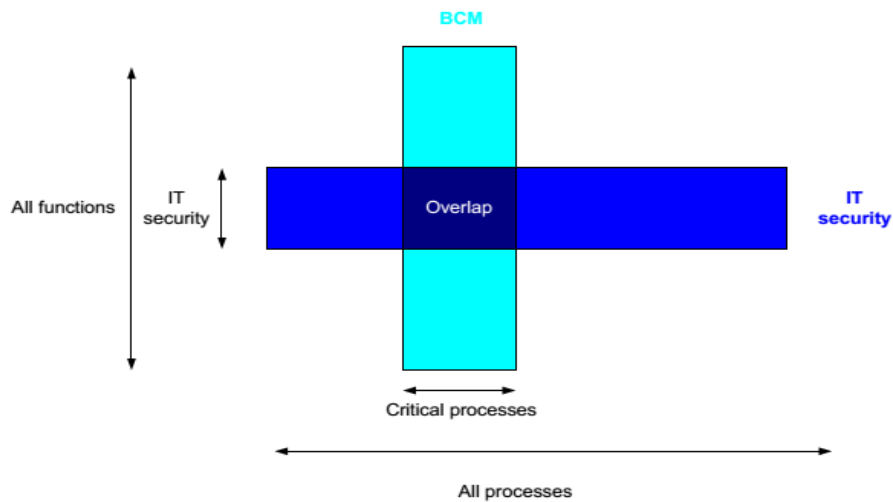 BCM
All functions
IT
security
Overlap
IT
security
Critical processes
All processes